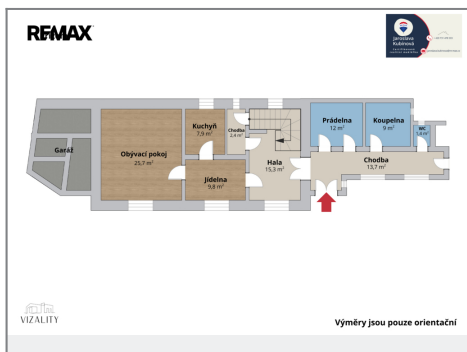 RE/MAX
Jaroslava
Kubínová
Garáž
Obývací pokoj
25,7 m²
Kuchyň
7,9 m²
Chodba
2,4 m²
Jídelna
9,8 m²
Hala
15,3 m²
Prádelna
12 m²
Koupelna
9 m²
WC
Chodba
13,7 m²
VIZALITY
Výměry jsou pouze orientační